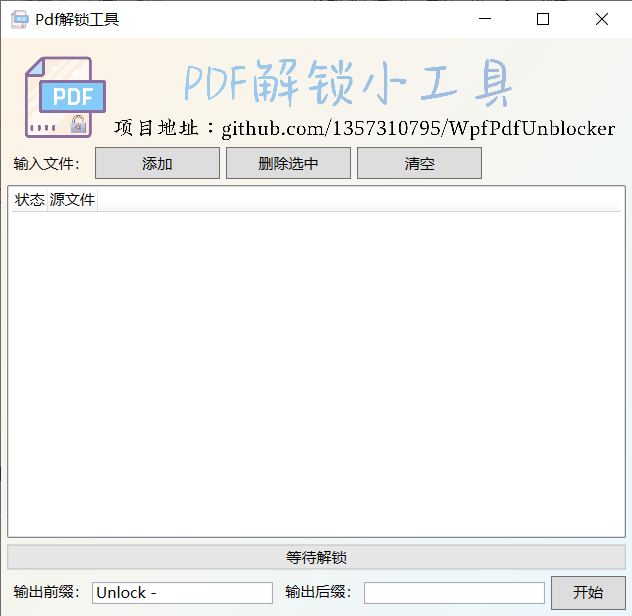 Pdf解锁工具
PDF
PDF解锁小工具
项目地址：github.com/1357310795/WpfPdfUnblocker
输入文件： 添加 删除选中 清空
状态 源文件
等待解锁
输出前缀： Unlock - 输出后缀： 开始